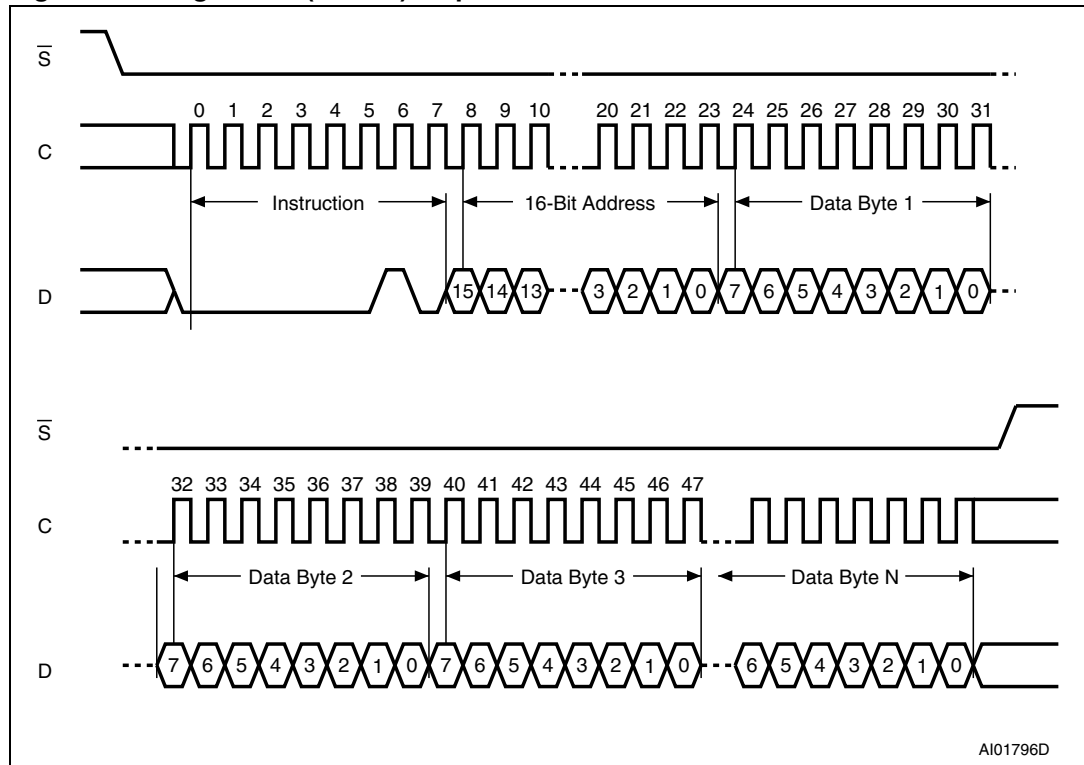 S
0 1 2 3 4 5 6 7 8 9 10 20 21 22 23 24 25 26 27 28 29 30 31
C
Instruction 16-Bit Address Data Byte 1
D 15 14 13 3 2 1 0 7 6 5 4 3 2 1 0
S
32 33 34 35 36 37 38 39 40 41 42 43 44 45 46 47
C
Data Byte 2 Data Byte 3 Data Byte N
D 7 6 5 4 3 2 1 0 7 6 5 4 3 2 1 0 6 5 4 3 2 1 0
AI01796D